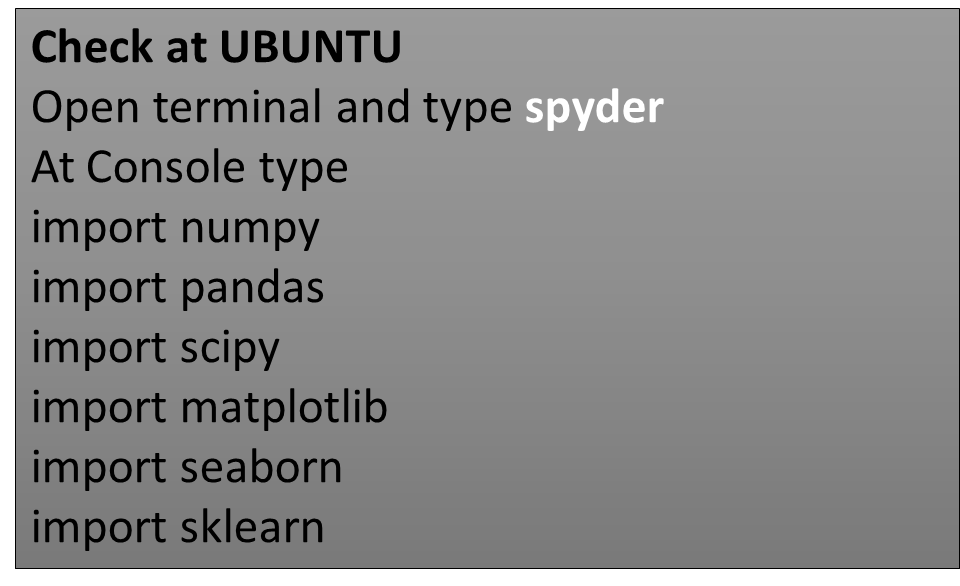 Check at UBUNTU
Open terminal and type spyder
At Console type
import numpy
import pandas
import scipy
import matplotlib
import seaborn
import sklearn